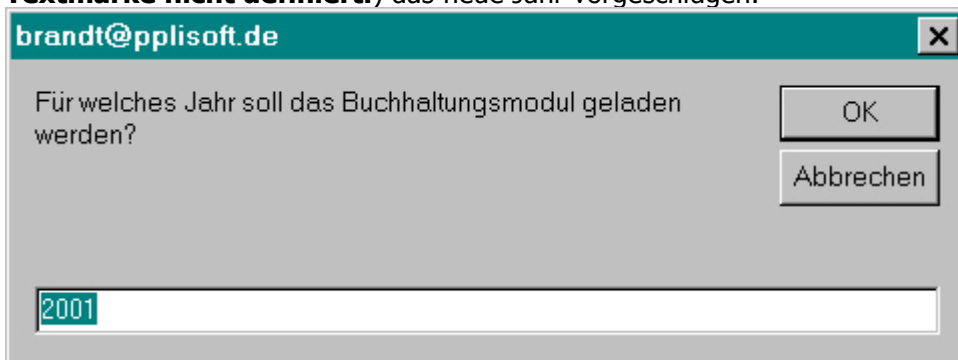 Textmarke nicht definiert.) das neue Jahr vorgeschlagen.
brandt@pplisoft.de
Für welches Jahr soll das Buchhaltungsmodul geladen
werden?
OK
Abbrechen
2001